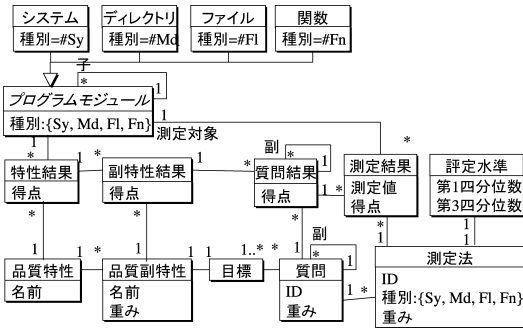 システム
種別=#Sy
ディレクトリ
種別=#Md
ファイル
種別=#Fl
関数
種別=#Fn
子
*
1
プログラムモジュール
種別:{Sy, Md, Fl, Fn}
1
測定対象
1
*
*
特性結果
得点
1
*
副特性結果
得点
1
*
副
*
1
質問結果
得点
1
*
測定結果
測定値
得点
評定水準
第1四分位数
第3四分位数
*
*
*
*
1
1
1
1
1
1
品質特性
名前
1
*
品質副特性
名前
重み
1
1
目標
1..*
*
副
*
1
質問
ID
重み
1
*
測定法
ID
種別:{Sy, Md, Fl, Fn}
重み